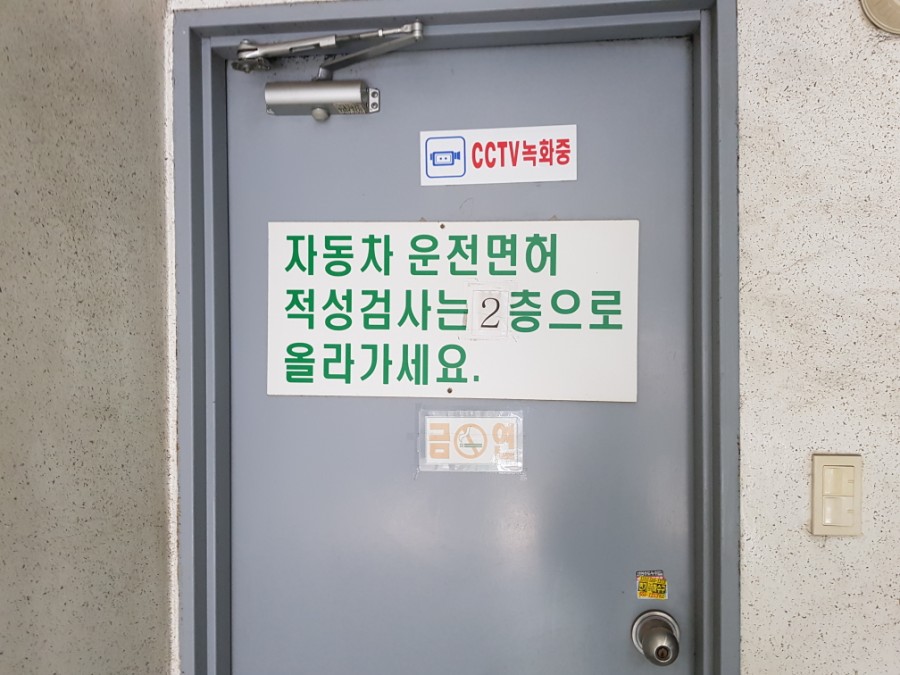 CCTV녹화중
자동차 운전면허
적성검사는 2층으로
올라가세요.
금연